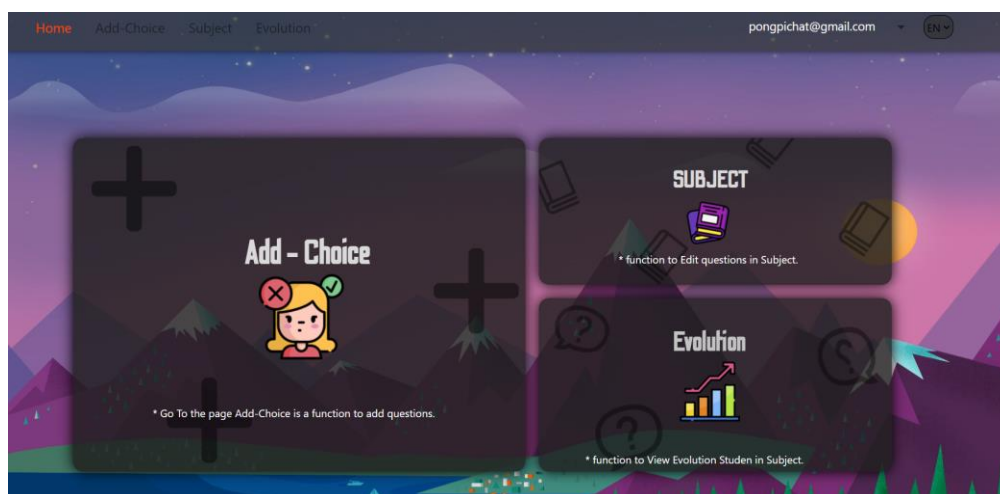 Home Add-Choice Subject Evolution pongpichat@gmail.com EN
Add - Choice
* Go To the page Add-Choice is a function to add questions.
SUBJECT
* function to Edit questions in Subject.
Evolution
* function to View Evolution Studen in Subject.